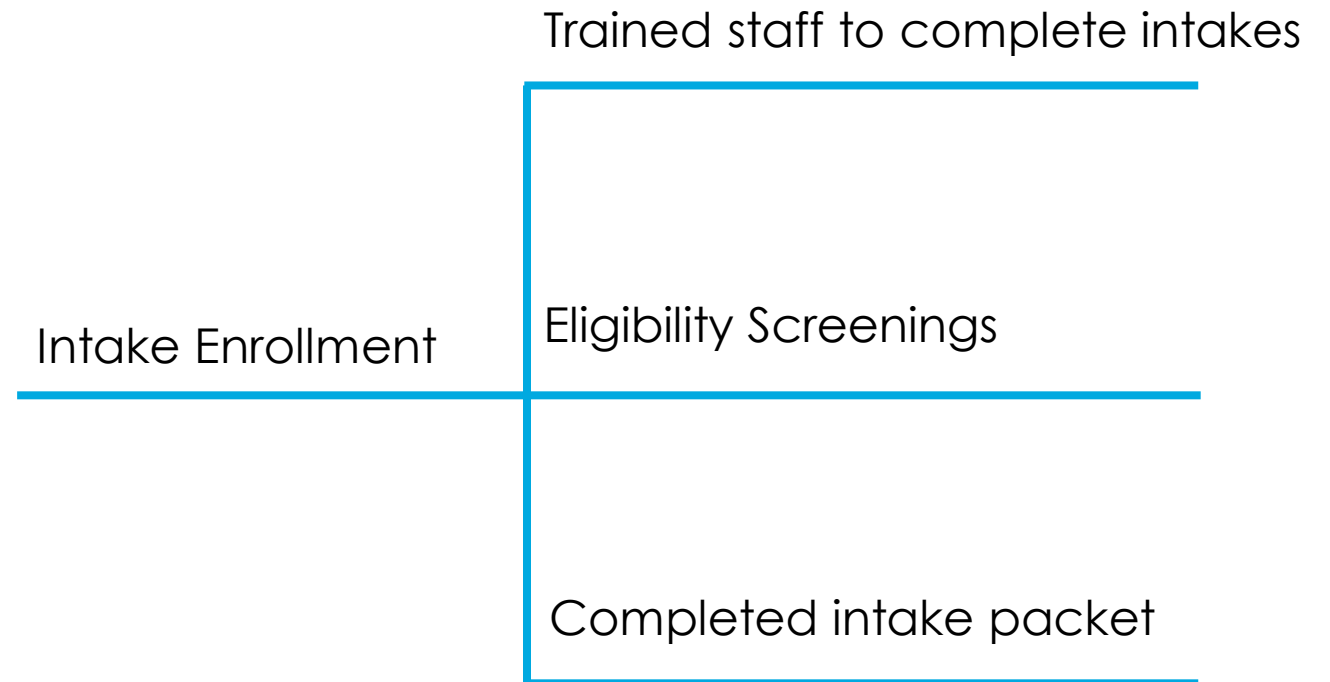 Trained staff to complete intakes
Intake Enrollment
Eligibility Screenings
Completed intake packet